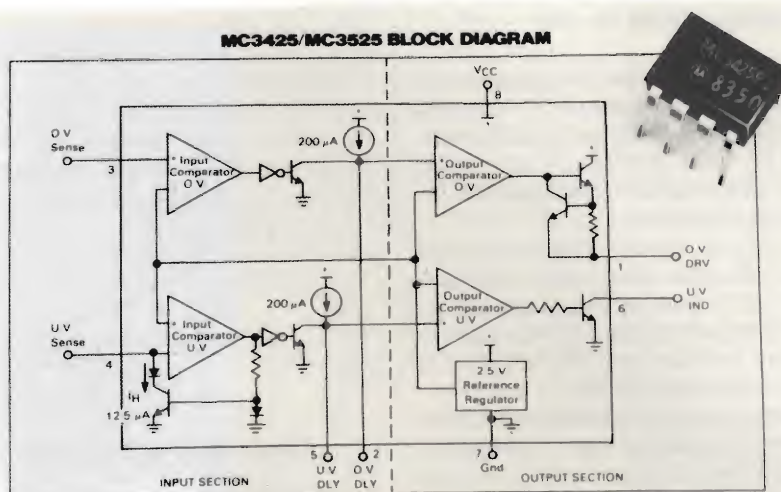 MC3425/MC3525 BLOCK DIAGRAM
8350
VCC
8
O V
Sense
3
200 µA
+
Input
Comparator
O V
-
+
Output
Comparator
O V
-
1
O V
DRV
U V
Sense
4
+
Input
Comparator
U V
-
200 µA
Output
Comparator
U V
+
6
U V
IND
IH
12.5 µA
2.5 V
Reference
Regulator
5
U V
DLY
2
O V
DLY
7
Gnd
INPUT SECTION
OUTPUT SECTION